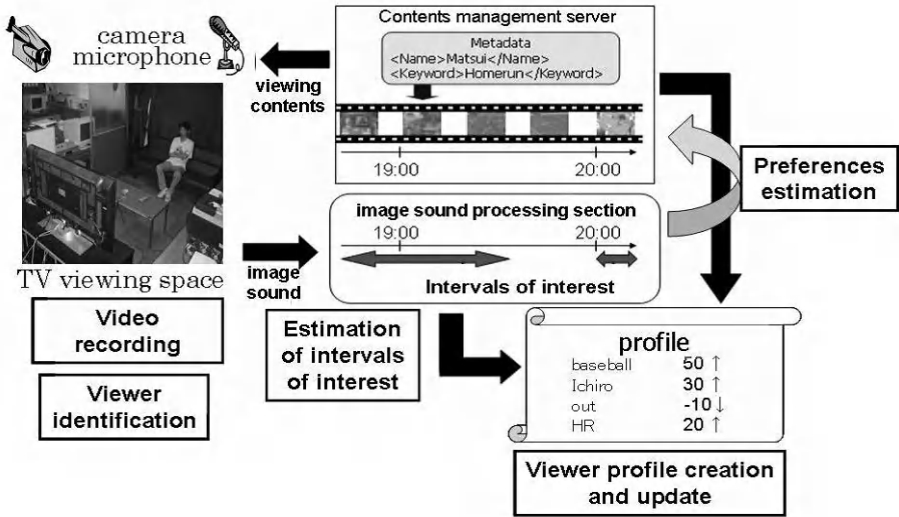 camera
microphone
viewing
contents
TV viewing space
Video
recording
Viewer
identification
Contents management server
Metadata
<Name>Matsui</Name>
<Keyword>Homerun</Keyword>
19:00 20:00
image sound processing section
19:00 20:00
Intervals of interest
image
sound
Estimation
of intervals
of interest
Preferences
estimation
profile
baseball 50 ↑
Ichiro 30 ↑
out -10 ↓
HR 20 ↑
Viewer profile creation
and update